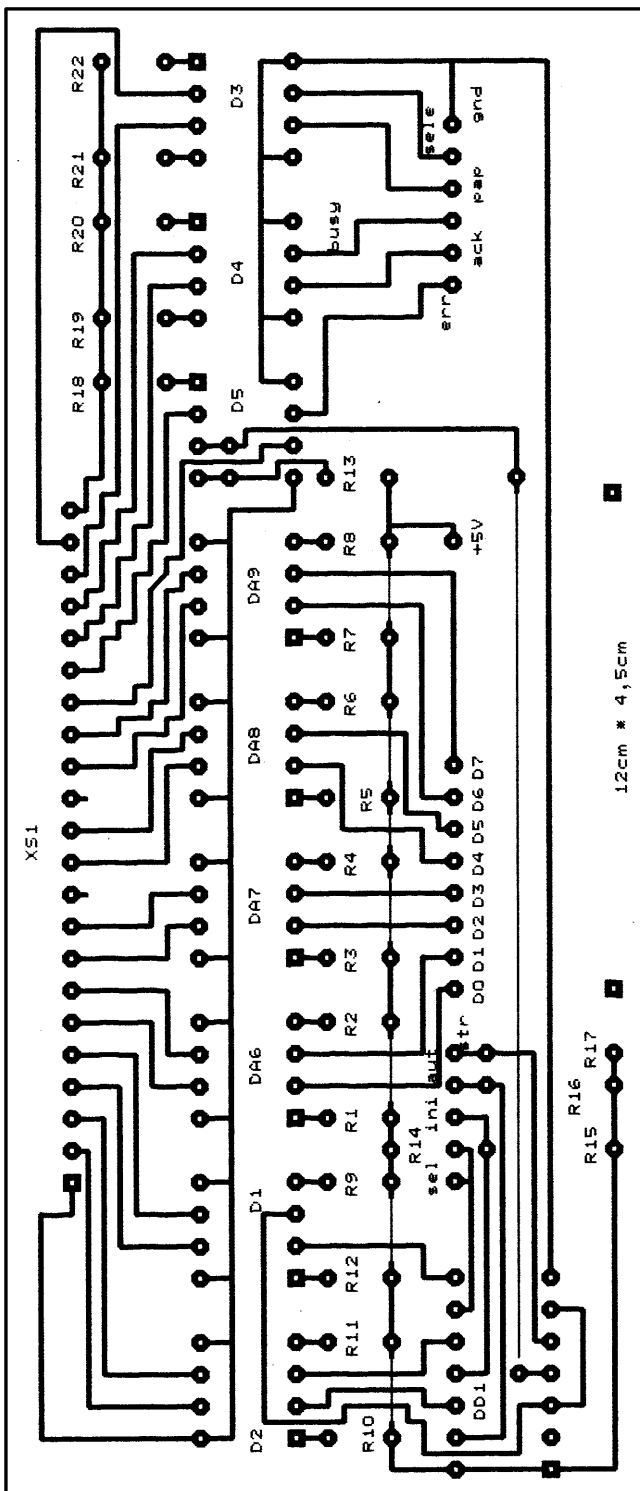 R22
R21
R20
R19
R18
D3
D4
D5
gnd
sele
pap
busy
ack
err
XS1
R13
R8
R7
R6
R5
R4
R3
R2
R1
R9
R12
R11
R10
R14
DA9
DA8
DA7
DA6
D1
D2
+5V
D7
D6
D5
D4
D3
D2
D1
D0
str
aut
ini
sel
DD1
R17
R16
R15
12cm * 4,5cm